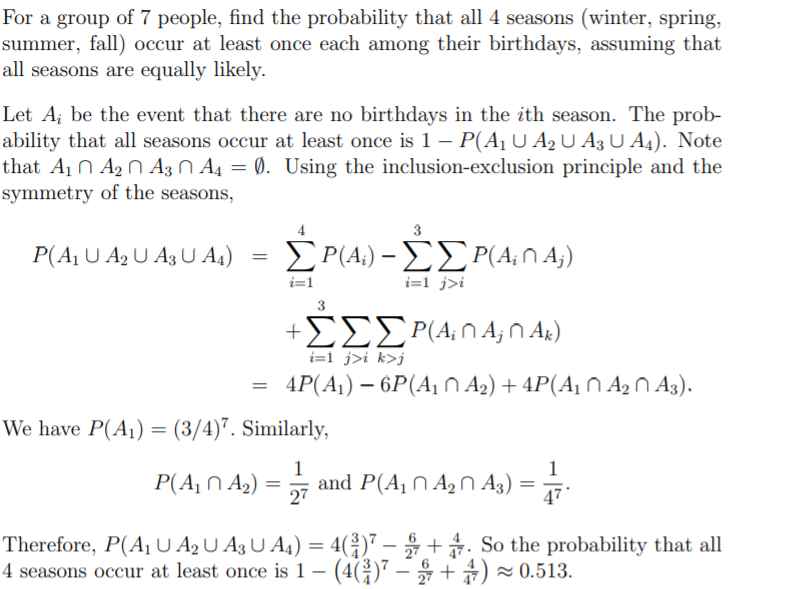 For a group of 7 people, find the probability that all 4 seasons (winter, spring,
summer, fall) occur at least once each among their birthdays, assuming that
all seasons are equally likely.
Let A_i be the event that there are no birthdays in the ith season. The prob-
ability that all seasons occur at least once is 1 − P(A_1 ∪ A_2 ∪ A_3 ∪ A_4). Note
that A_1 ∩ A_2 ∩ A_3 ∩ A_4 = ∅. Using the inclusion-exclusion principle and the
symmetry of the seasons,
P(A_1 ∪ A_2 ∪ A_3 ∪ A_4) = ∑_{i=1}^{4} P(A_i) − ∑_{i=1}^{3} ∑_{j>i} P(A_i ∩ A_j)
+ ∑_{i=1}^{3} ∑_{j>i} ∑_{k>j} P(A_i ∩ A_j ∩ A_k)
= 4P(A_1) − 6P(A_1 ∩ A_2) + 4P(A_1 ∩ A_2 ∩ A_3).
We have P(A_1) = (3/4)^7. Similarly,
P(A_1 ∩ A_2) = 1/2^7 and P(A_1 ∩ A_2 ∩ A_3) = 1/4^7.
Therefore, P(A_1 ∪ A_2 ∪ A_3 ∪ A_4) = 4(3/4)^7 − 6/2^7 + 4/4^7. So the probability that all
4 seasons occur at least once is 1 − (4(3/4)^7 − 6/2^7 + 4/4^7) ≈ 0.513.